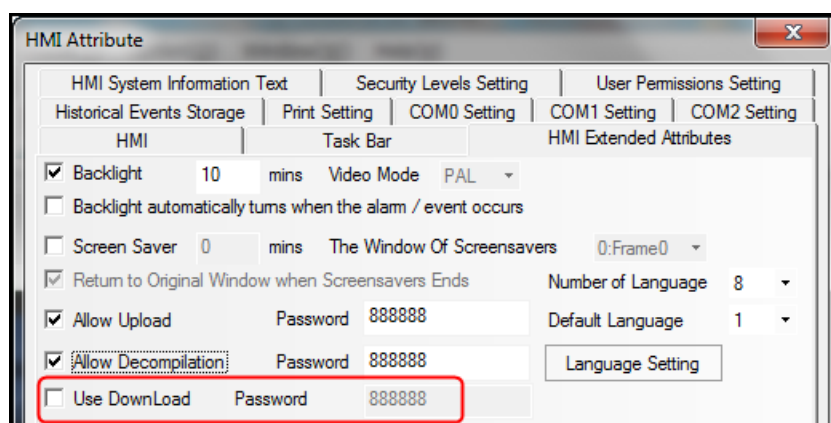 HMI Attribute
HMI System Information Text Security Levels Setting User Permissions Setting
Historical Events Storage Print Setting COM0 Setting COM1 Setting COM2 Setting
HMI Task Bar HMI Extended Attributes
Backlight 10 mins Video Mode PAL
Backlight automatically turns when the alarm / event occurs
Screen Saver 0 mins The Window Of Screensavers 0:Frame0
Return to Original Window when Screensavers Ends Number of Language 8
Allow Upload Password 888888 Default Language 1
Allow Decompilation Password 888888 Language Setting
Use DownLoad Password 888888